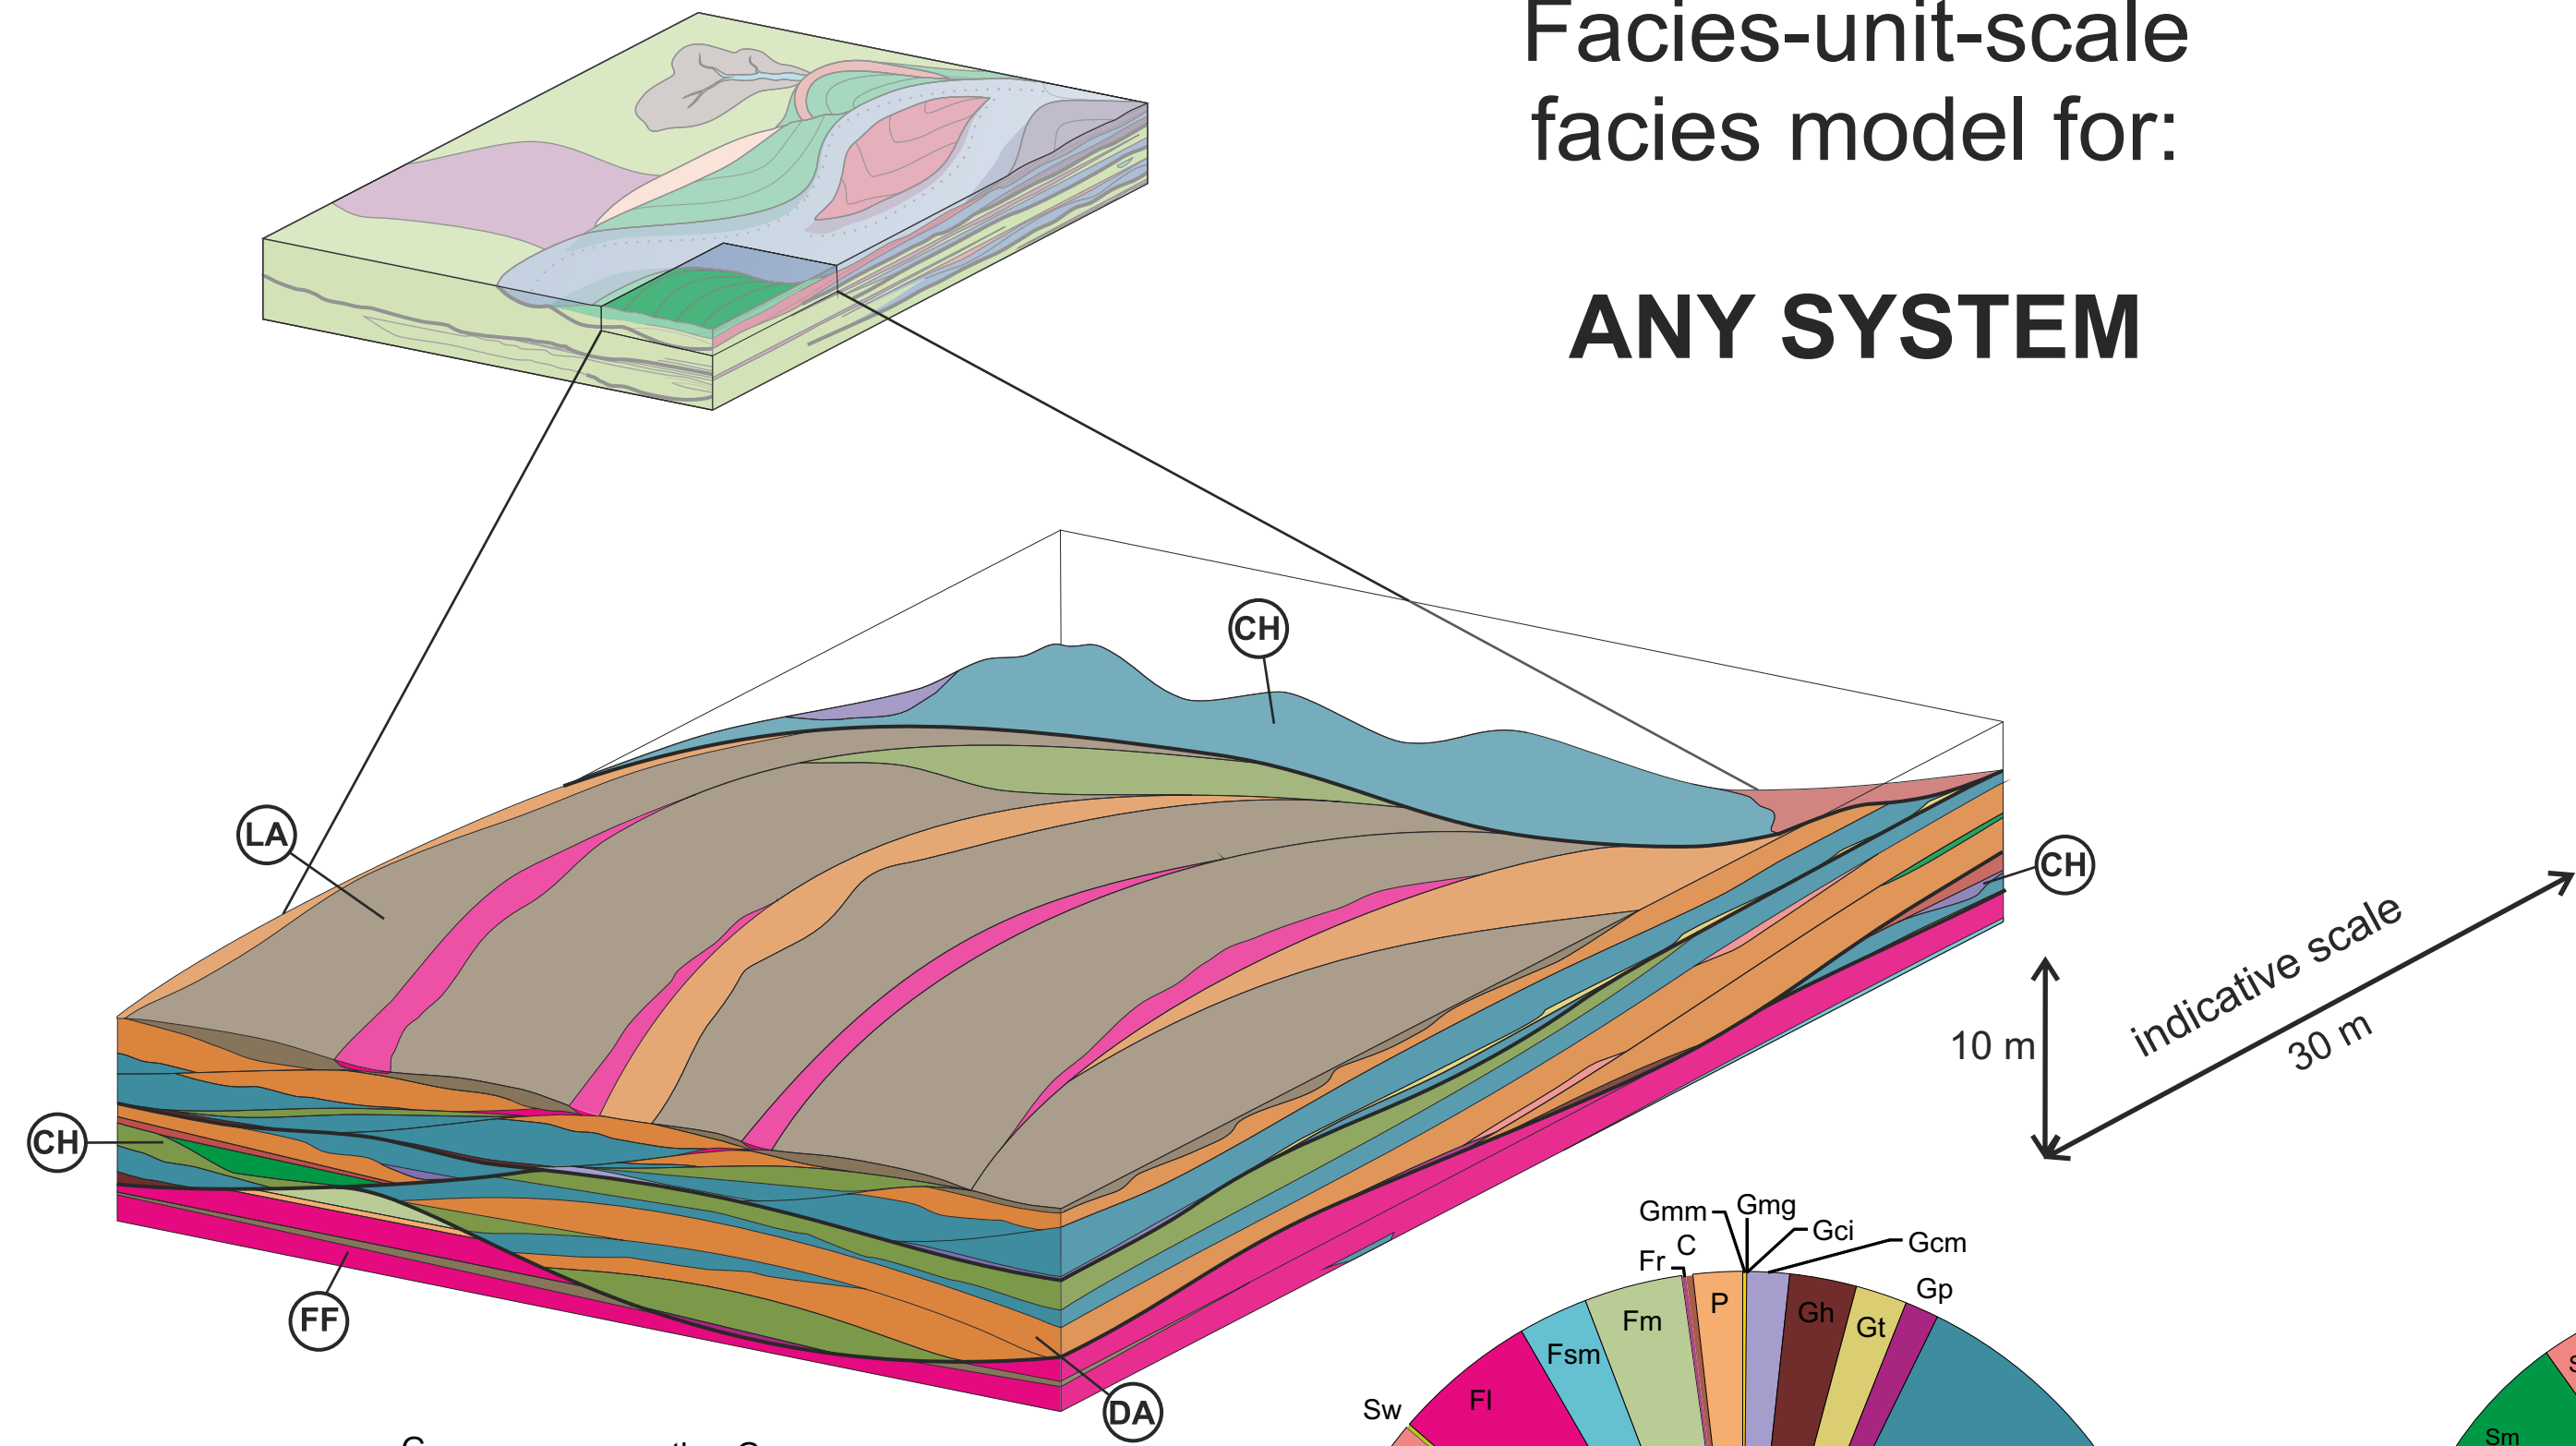 Facies-unit-scale
facies model for:
ANY SYSTEM
CH
LA
CH
CH
indicative scale
10 m
30 m
FF
DA
Gmm
Gmg
Gci
Gcm
Fr
C
Gp
P
Gh
Gt
Fm
Fsm
Fl
Sw
Sm